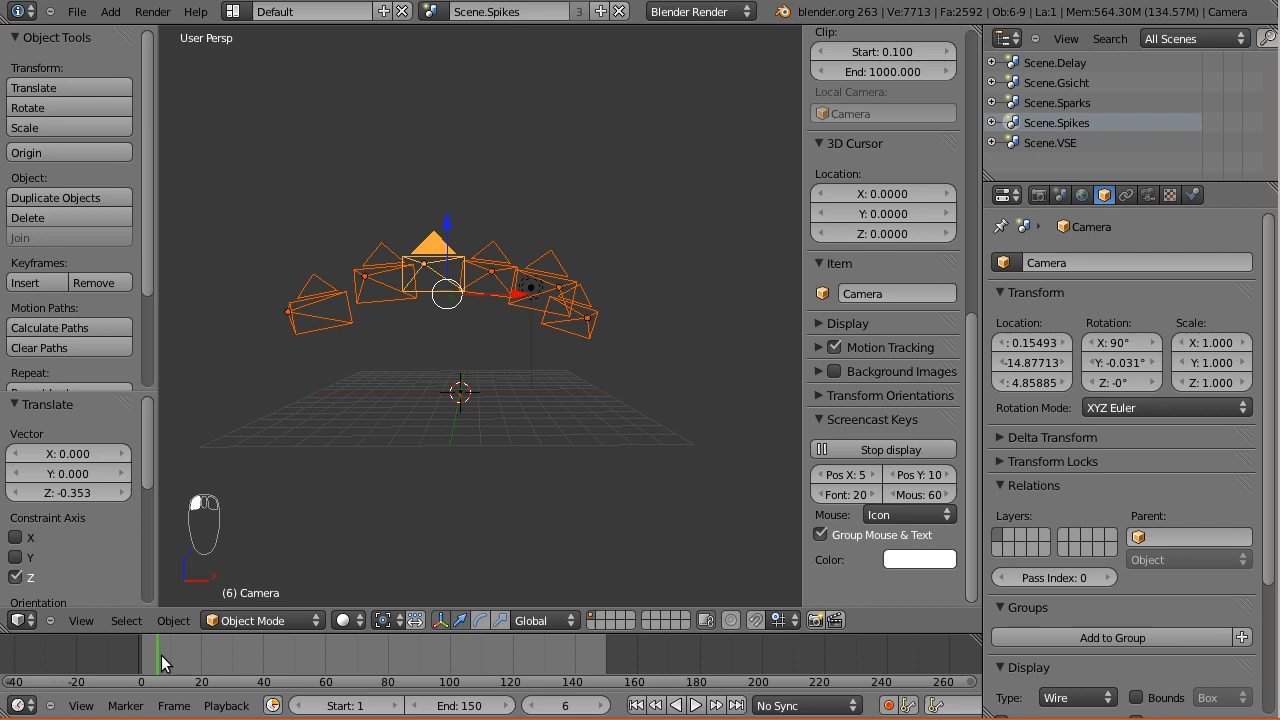 File Add Render Help Default Scene.Spikes 3 Blender Render blender.org 263 | Ve:7713 | Fa:2592 | Ob:6-9 | La:1 | Mem:564.30M (134.57M) | Camera
Object Tools
Transform:
Translate
Rotate
Scale
Origin
Object:
Duplicate Objects
Delete
Join
Keyframes:
Insert Remove
Motion Paths:
Calculate Paths
Clear Paths
Repeat:
Translate
Vector
X: 0.000
Y: 0.000
Z: -0.353
Constraint Axis
X
Y
Z
Orientation
User Persp
(6) Camera
Clip:
Start: 0.100
End: 1000.000
Local Camera:
Camera
3D Cursor
Location:
X: 0.0000
Y: 0.0000
Z: 0.0000
Item
Camera
Display
Motion Tracking
Background Images
Transform Orientations
Screencast Keys
Stop display
Pos X: 5 Pos Y: 10
Font: 20 Mous: 60
Mouse: Icon
Group Mouse & Text
Color:
View Search All Scenes
Scene.Delay
Scene.Gsicht
Scene.Sparks
Scene.Spikes
Scene.VSE
Camera
Camera
Transform
Location: Rotation: Scale:
: 0.15493 X: 90° X: 1.000
-14.87713 Y: -0.031° Y: 1.000
: 4.85885 Z: -0° Z: 1.000
Rotation Mode: XYZ Euler
Delta Transform
Transform Locks
Relations
Layers: Parent:
Object
Pass Index: 0
Groups
Add to Group
Display
Type: Wire Bounds Box
View Select Object Object Mode Global
-40 -20 0 20 40 60 80 100 120 140 160 180 200 220 240 260
View Marker Frame Playback Start: 1 End: 150 6 No Sync